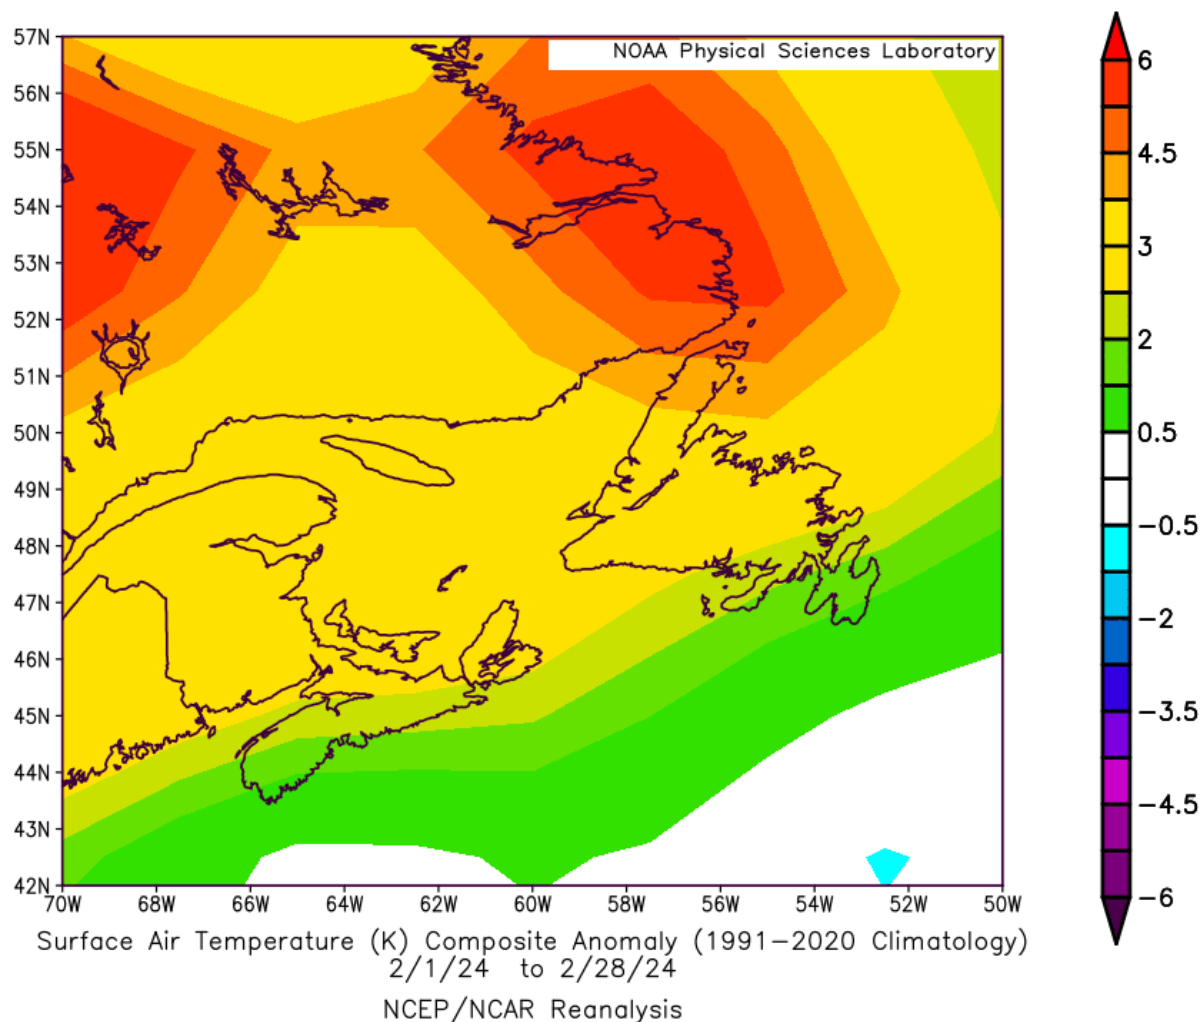 NOAA Physical Sciences Laboratory
57N
56N
55N
54N
53N
52N
51N
50N
49N
48N
47N
46N
45N
44N
43N
42N
70W 68W 66W 64W 62W 60W 58W 56W 54W 52W 50W
6
4.5
3
2
0.5
−0.5
−2
−3.5
−4.5
−6
Surface Air Temperature (K) Composite Anomaly (1991−2020 Climatology)
2/1/24 to 2/28/24
NCEP/NCAR Reanalysis